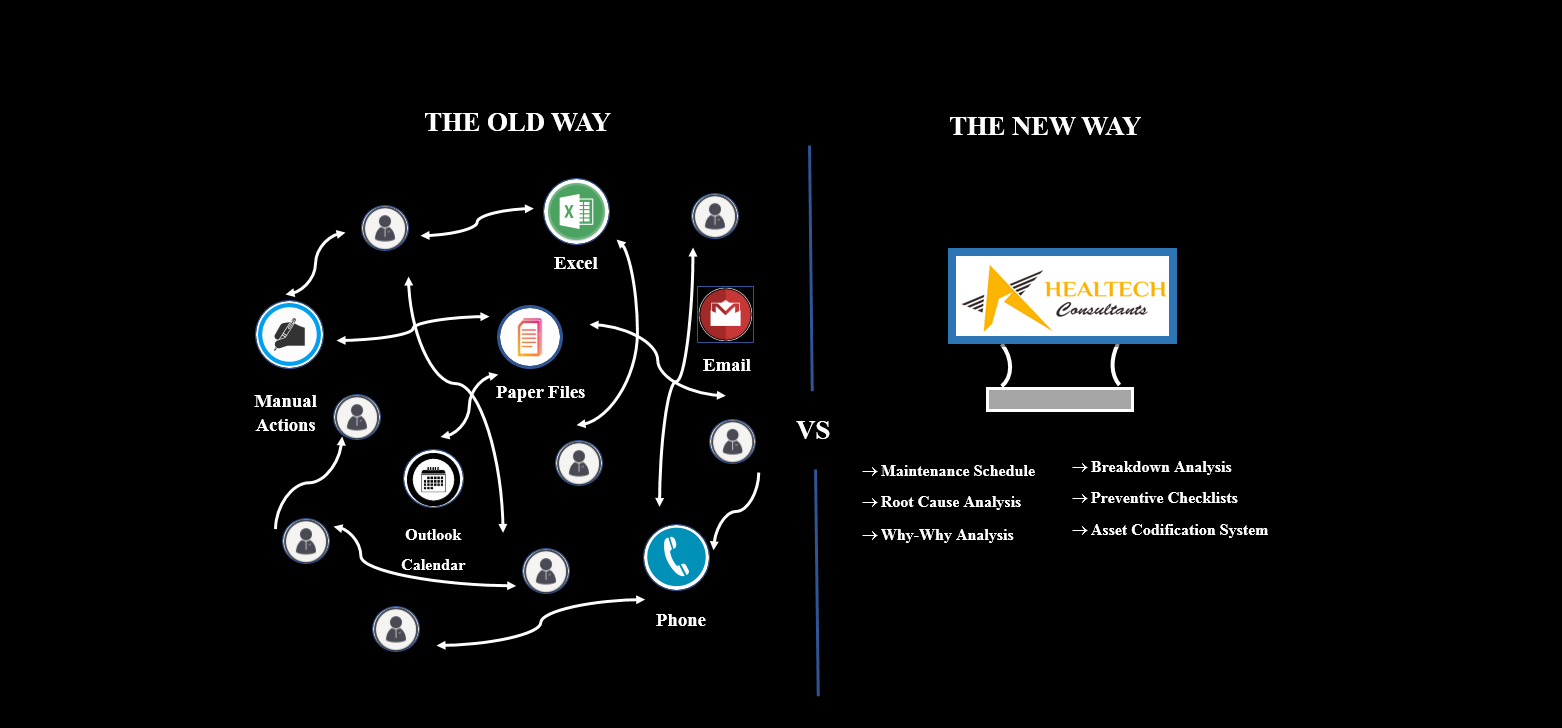 THE OLD WAY
Excel
Email
Paper Files
Manual
Actions
Outlook
Calendar
Phone
VS
THE NEW WAY
HEALTECH
Consultants
→ Maintenance Schedule
→ Root Cause Analysis
→ Why-Why Analysis
→ Breakdown Analysis
→ Preventive Checklists
→ Asset Codification System